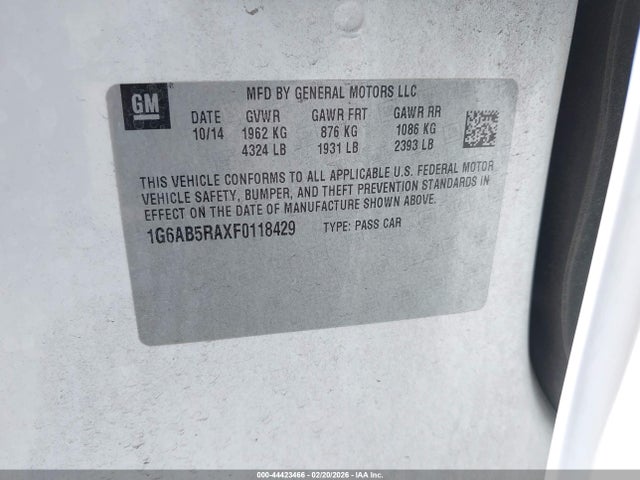 GM
MFD BY GENERAL MOTORS LLC
DATE GVWR GAWR FRT GAWR RR
10/14 1962 KG 876 KG 1086 KG
4324 LB 1931 LB 2393 LB
THIS VEHICLE CONFORMS TO ALL APPLICABLE U.S. FEDERAL MOTOR
VEHICLE SAFETY, BUMPER, AND THEFT PREVENTION STANDARDS IN
EFFECT ON THE DATE OF MANUFACTURE SHOWN ABOVE.
1G6AB5RAXF0118429 TYPE: PASS CAR
000-44423466 - 02/20/2026 - IAAI Inc.